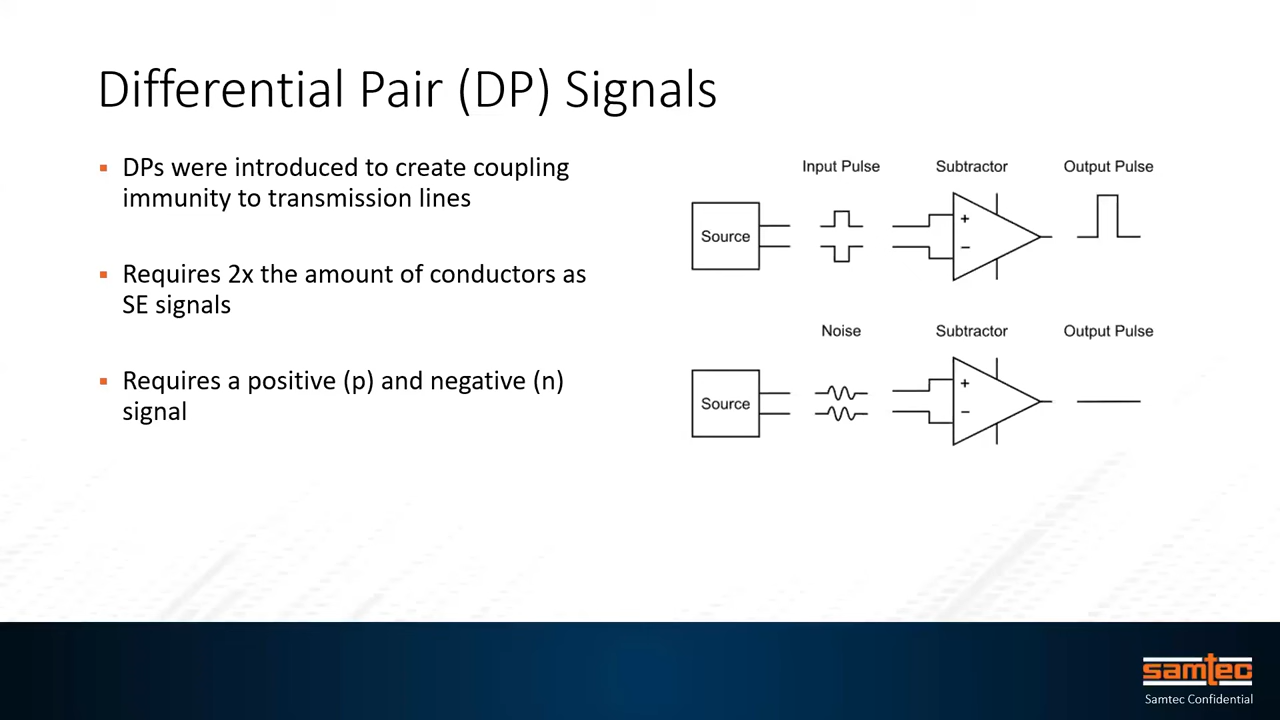 Differential Pair (DP) Signals
▪ DPs were introduced to create coupling
immunity to transmission lines
▪ Requires 2x the amount of conductors as
SE signals
▪ Requires a positive (p) and negative (n)
signal
Input Pulse Subtractor Output Pulse
Source + −
Noise Subtractor Output Pulse
Source + −
samtec
Samtec Confidential